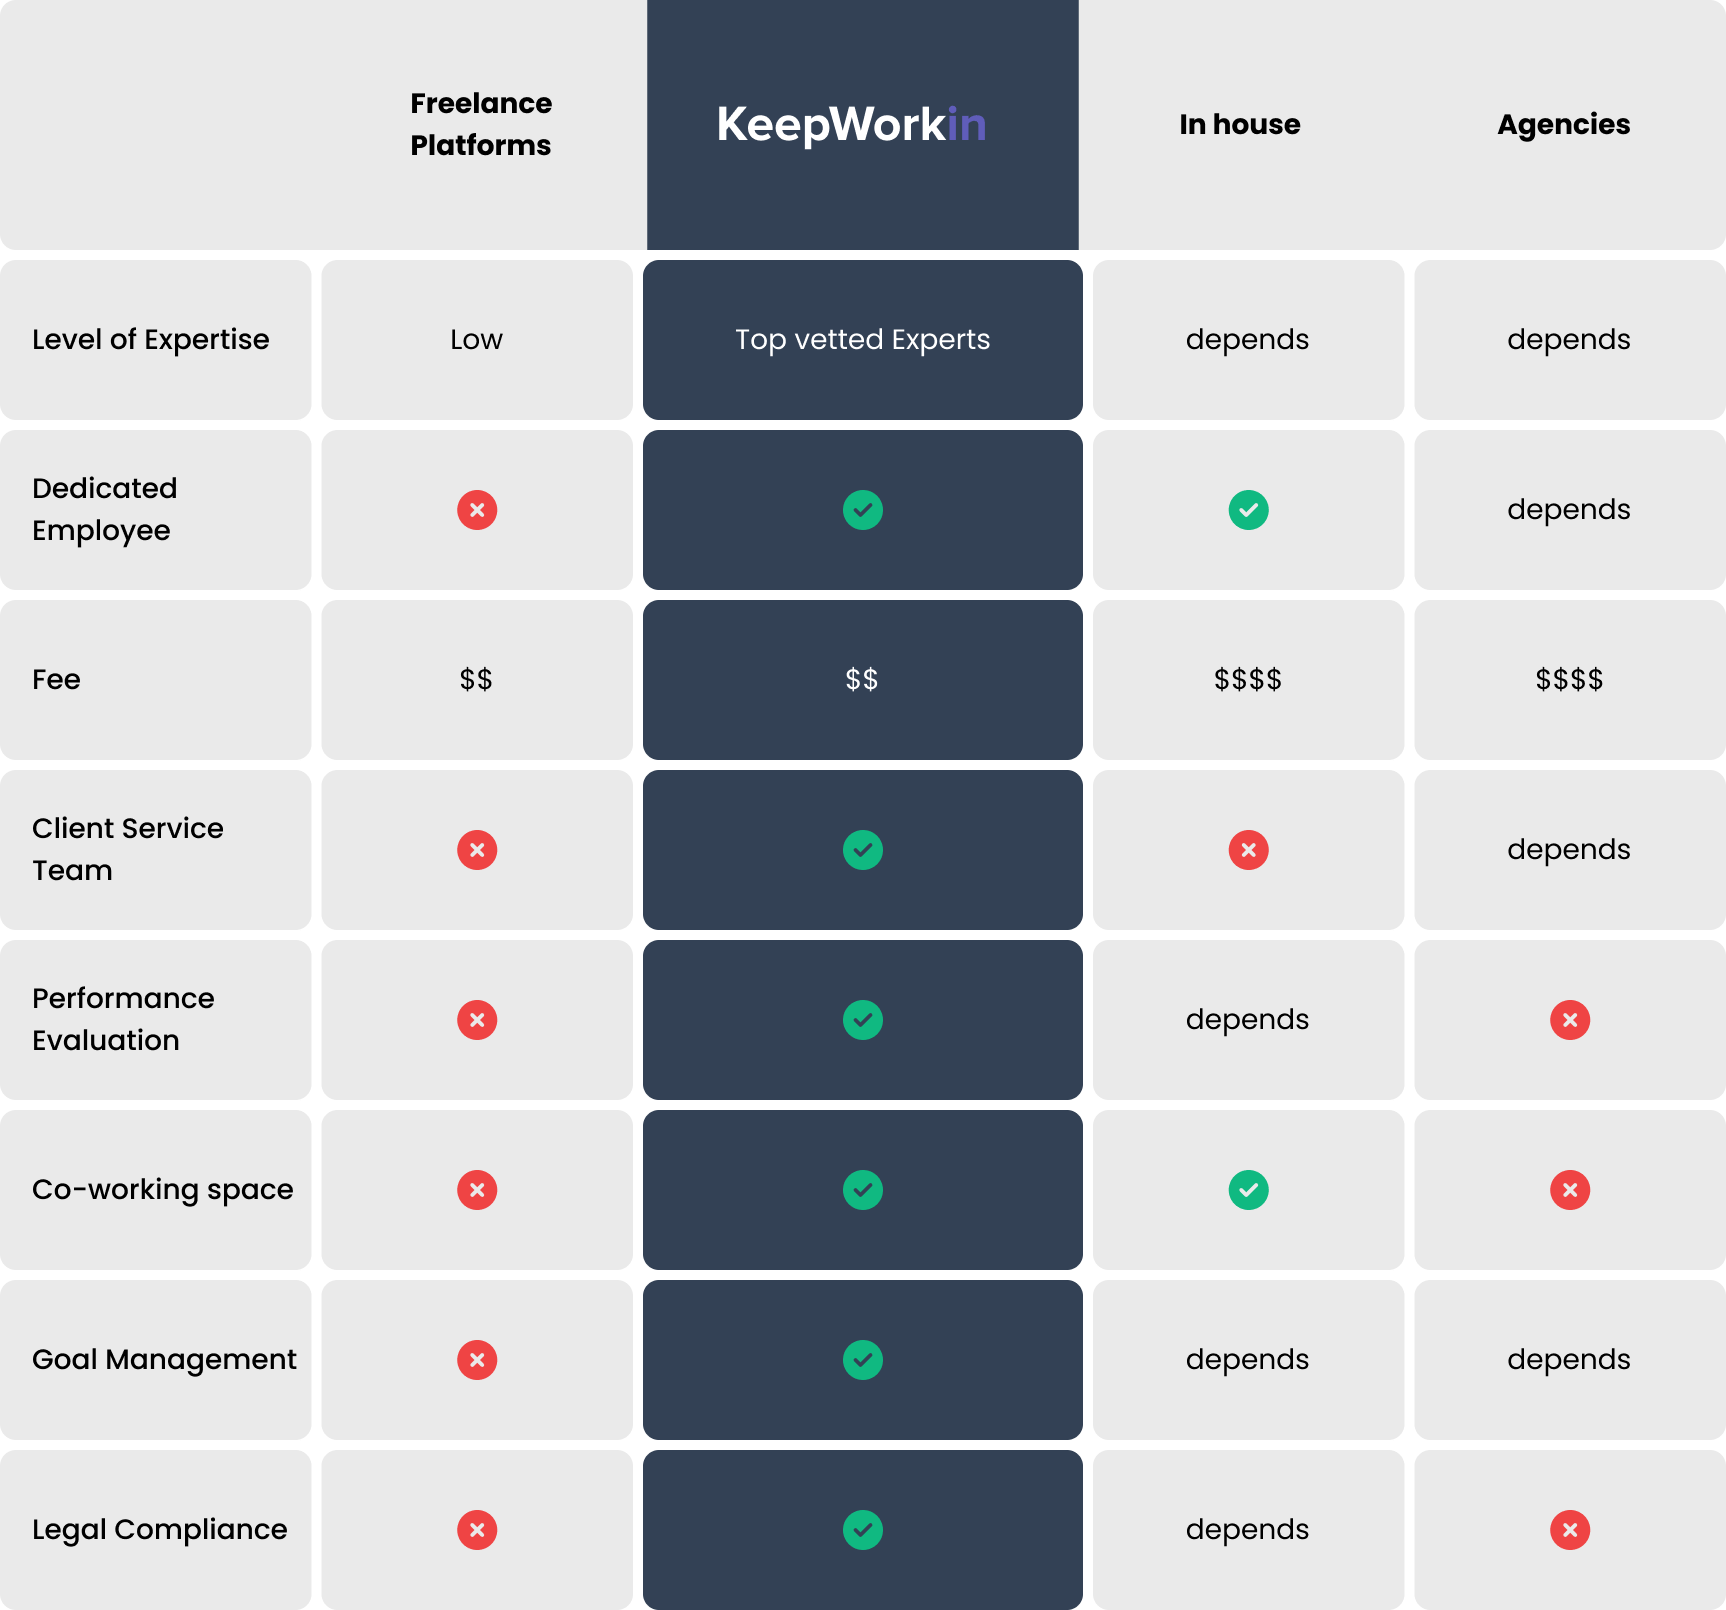 Freelance
Platforms
KeepWorkin
In house
Agencies
Level of Expertise
Low
Top vetted Experts
depends
depends
Dedicated
Employee
depends
Fee
$$
$$
$$$$
$$$$
Client Service
Team
depends
Performance
Evaluation
depends
Co-working space
Goal Management
depends
depends
Legal Compliance
depends